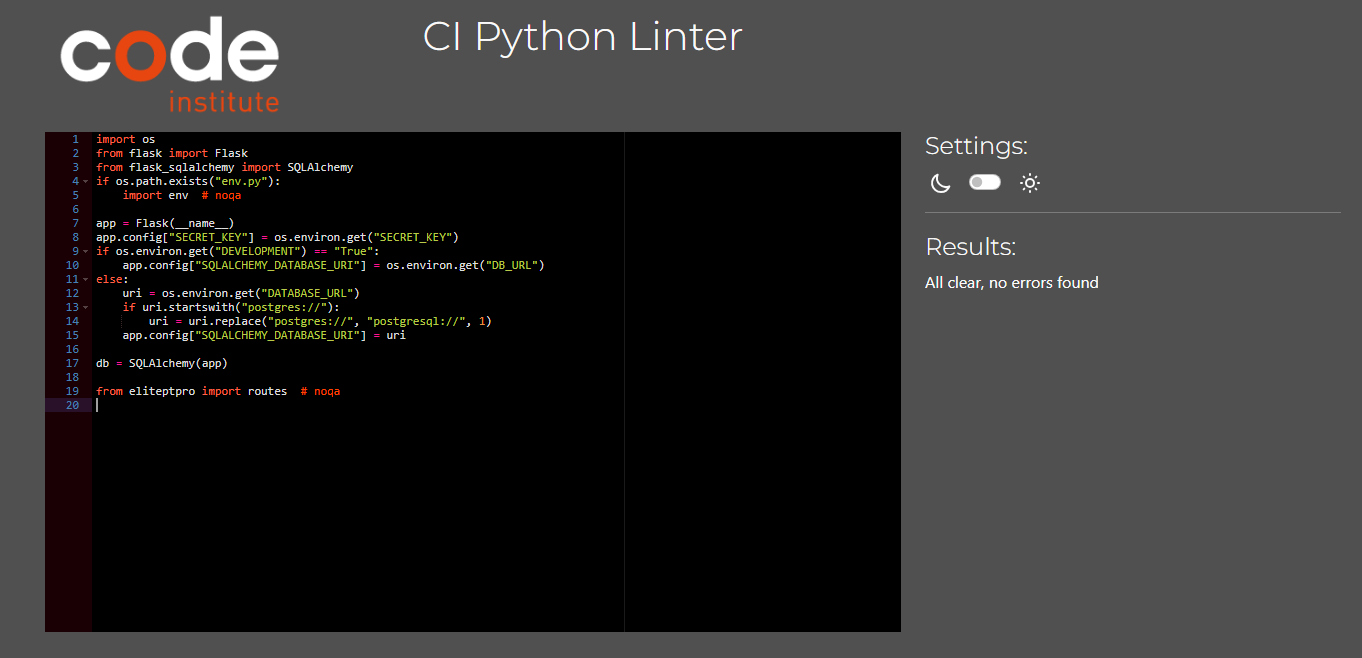 code
institute
CI Python Linter
1 import os
2 from flask import Flask
3 from flask_sqlalchemy import SQLAlchemy
4 if os.path.exists("env.py"):
5     import env  # noqa
6
7 app = Flask(__name__)
8 app.config["SECRET_KEY"] = os.environ.get("SECRET_KEY")
9 if os.environ.get("DEVELOPMENT") == "True":
10     app.config["SQLALCHEMY_DATABASE_URI"] = os.environ.get("DB_URL")
11 else:
12     uri = os.environ.get("DATABASE_URL")
13     if uri.startswith("postgres://"):
14         uri = uri.replace("postgres://", "postgresql://", 1)
15     app.config["SQLALCHEMY_DATABASE_URI"] = uri
16
17 db = SQLAlchemy(app)
18
19 from eliteptpro import routes  # noqa
20
Settings:
Results:
All clear, no errors found